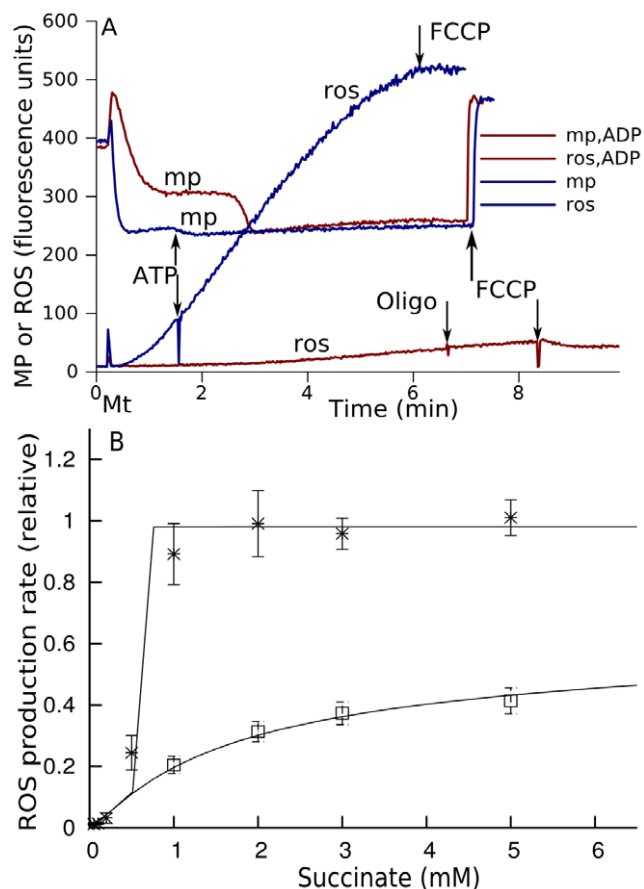 A
MP or ROS (fluorescence units)
600
500
400
300
200
100
0
FCCP
ros
mp
mp
ATP
mp,ADP
ros,ADP
mp
ros
Oligo
FCCP
ros
0 2 4 6 8
Mt
Time (min)
B
ROS production rate (relative)
1.2
1
0.8
0.6
0.4
0.2
0
0 1 2 3 4 5 6
Succinate (mM)